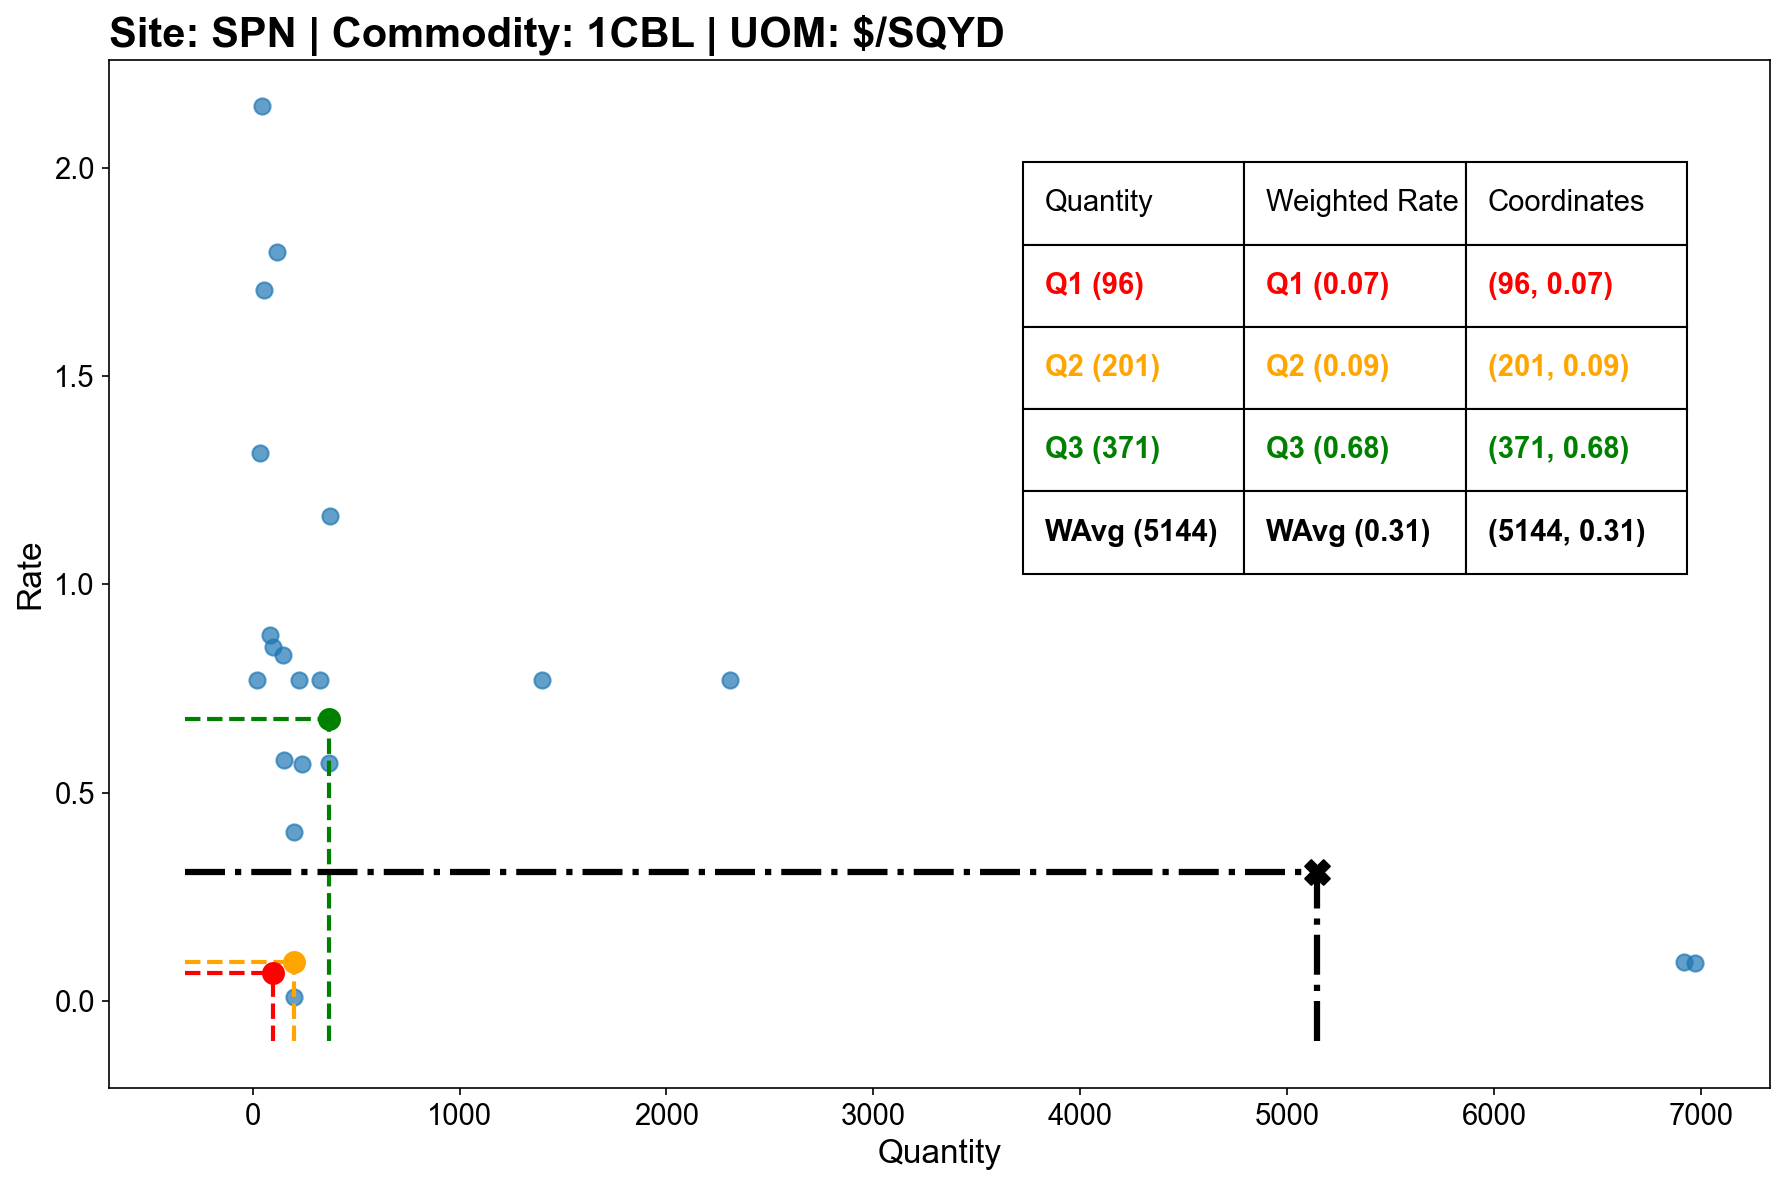 Site: SPN | Commodity: 1CBL | UOM: $/SQYD
2.0
1.5
1.0
0.5
0.0
Rate
Quantity Weighted Rate Coordinates
Q1 (96) Q1 (0.07) (96, 0.07)
Q2 (201) Q2 (0.09) (201, 0.09)
Q3 (371) Q3 (0.68) (371, 0.68)
WAvg (5144) WAvg (0.31) (5144, 0.31)
0 1000 2000 3000 4000 5000 6000 7000
Quantity